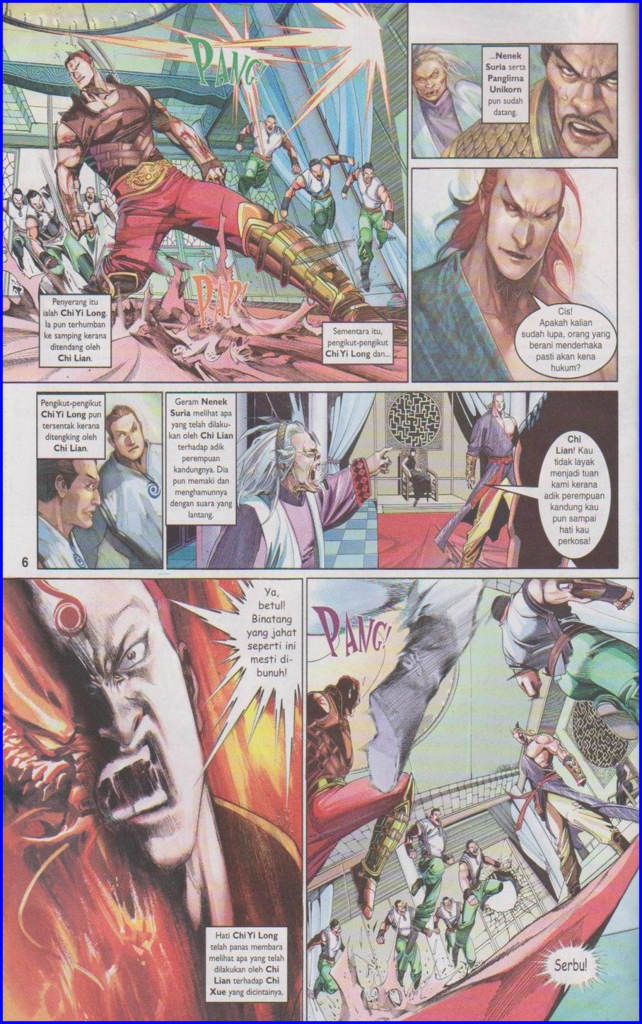 PANG!
PAP!
Penyerang itu
ialah Chi Yi Long.
Ia pun terhumban
ke samping kerana
ditendang oleh
Chi Lian.
Sementara itu,
pengikut-pengikut
Chi Yi Long dan...
...Nenek
Suria serta
Panglima
Unikorn
pun sudah
datang.
Cis!
Apakah kalian
sudah lupa, orang yang
berani menderhaka
pasti akan kena
hukum?
Pengikut-pengikut
Chi Yi Long pun
tersentak kerana
ditengking oleh
Chi Lian.
Geram Nenek
Suria melihat apa
yang telah dilaku-
kan oleh Chi Lian
terhadap adik
perempuan
kandungnya. Dia
pun memaki dan
menghamunnya
dengan suara yang
lantang.
Chi
Lian! Kau
tidak layak
menjadi tuan
kami kerana
adik perempuan
kandung kau
pun sampai
hati kau
perkosa!
6
Ya,
betul!
Binatang
yang jahat
seperti ini
mesti di-
bunuh!
Hati Chi Yi Long
telah panas membara
melihat apa yang telah
dilakukan oleh Chi
Lian terhadap Chi
Xue yang dicintainya.
PANG!
Serbu!